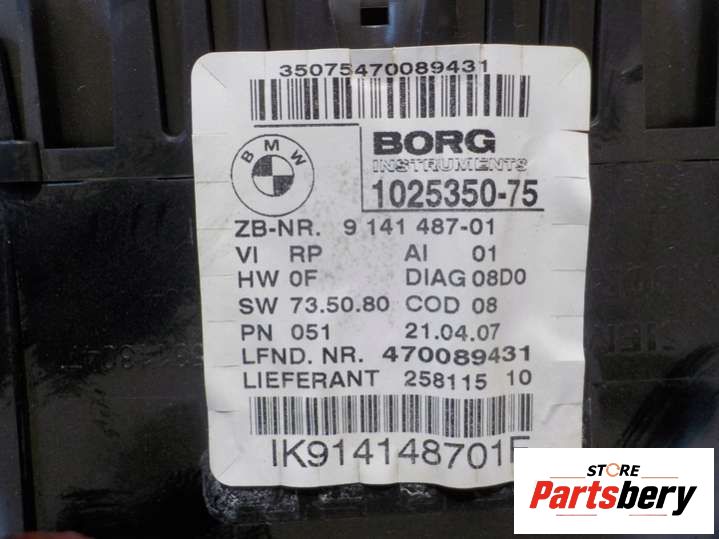 35075470089431
BMW
BORG
INSTRUMENTS
1025350-75
ZB-NR. 9 141 487-01
VI RP AI 01
HW 0F DIAG 08D0
SW 73.50.80 COD 08
PN 051 21.04.07
LFND. NR. 470089431
LIEFERANT 258115 10
STORE
Partsbery